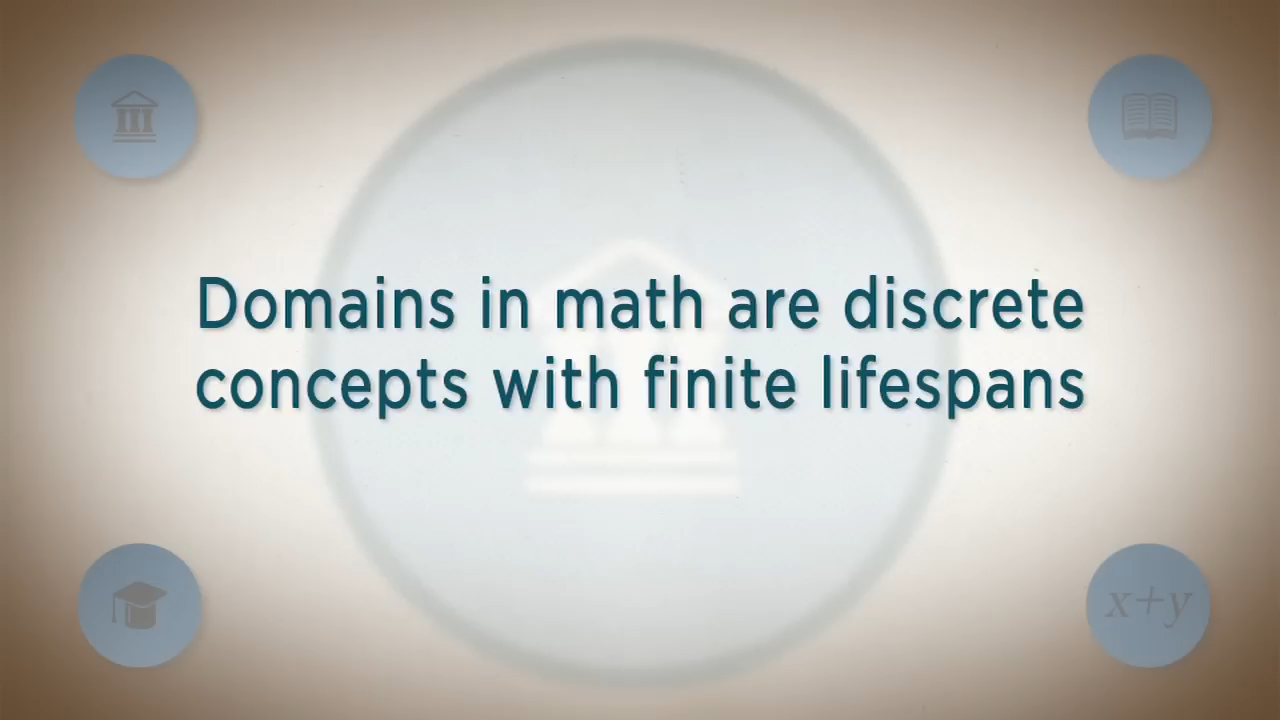 Domains in math are discrete
concepts with finite lifespans
x+y